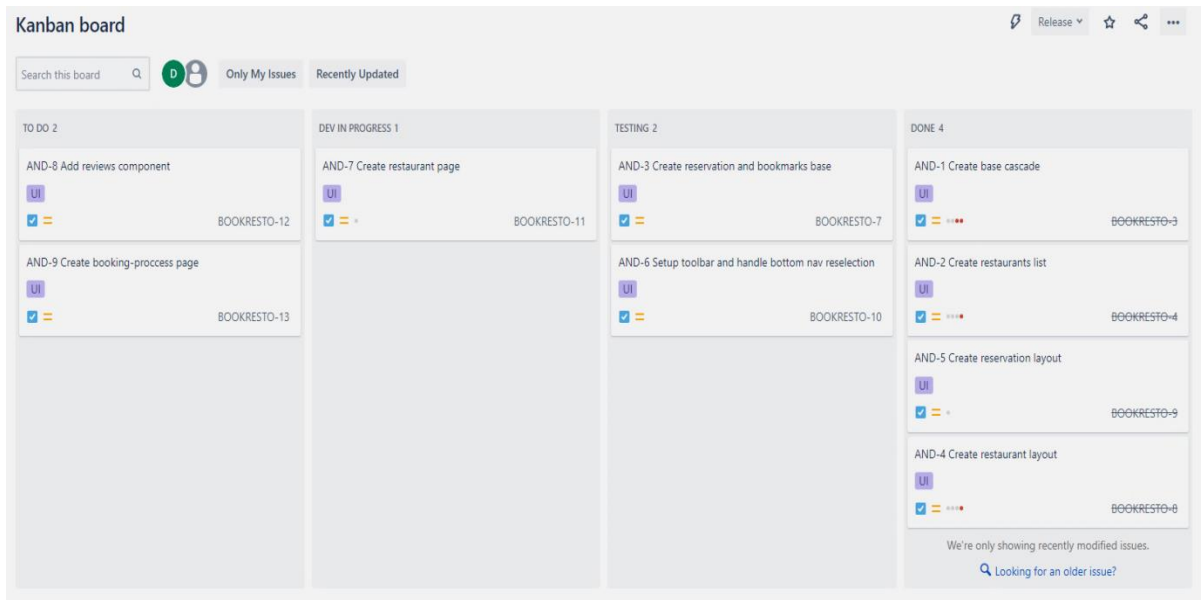 Kanban board
Release
Search this board
D
Only My Issues
Recently Updated
TO DO 2
AND-8 Add reviews component
UI
BOOKRESTO-12
AND-9 Create booking-proccess page
UI
BOOKRESTO-13
DEV IN PROGRESS 1
AND-7 Create restaurant page
UI
BOOKRESTO-11
TESTING 2
AND-3 Create reservation and bookmarks base
UI
BOOKRESTO-7
AND-6 Setup toolbar and handle bottom nav reselection
UI
BOOKRESTO-10
DONE 4
AND-1 Create base cascade
UI
BOOKRESTO-3
AND-2 Create restaurants list
UI
BOOKRESTO-4
AND-5 Create reservation layout
UI
BOOKRESTO-9
AND-4 Create restaurant layout
UI
BOOKRESTO-8
We're only showing recently modified issues.
Looking for an older issue?